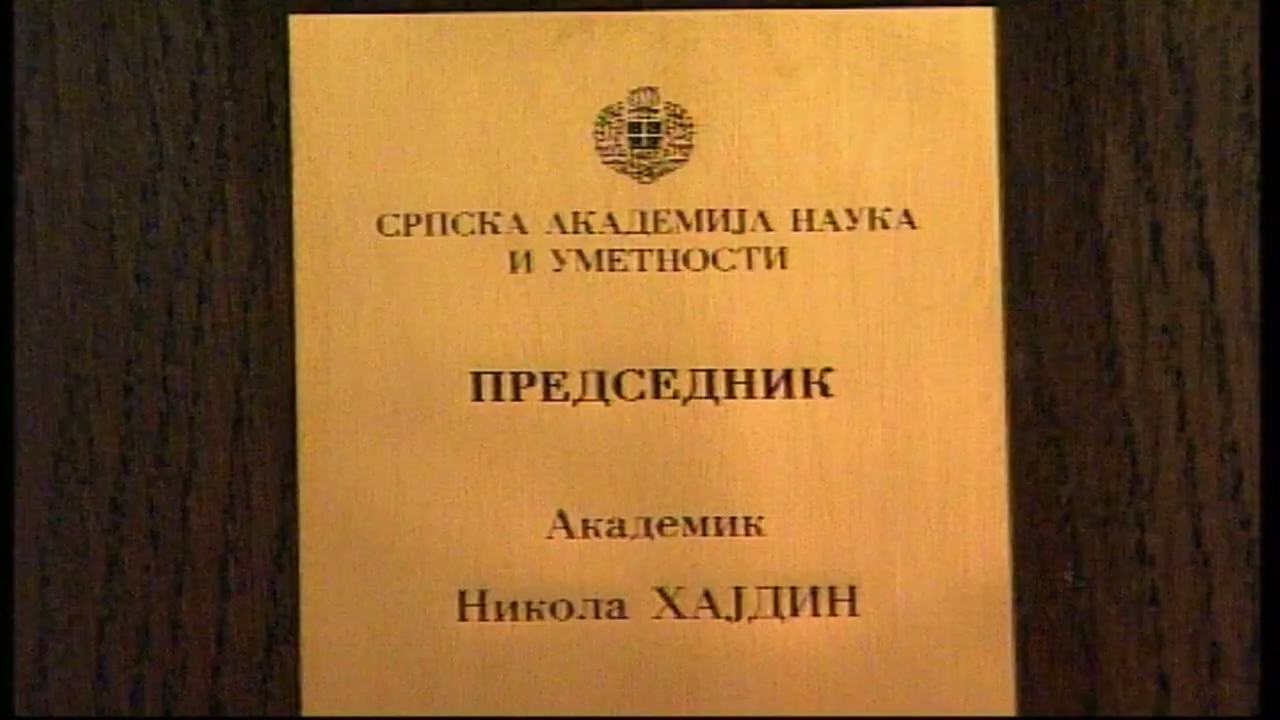 СРПСКА АКАДЕМИЈА НАУКА
И УМЕТНОСТИ
ПРЕДСЕДНИК
Академик
Никола ХАЈДИН